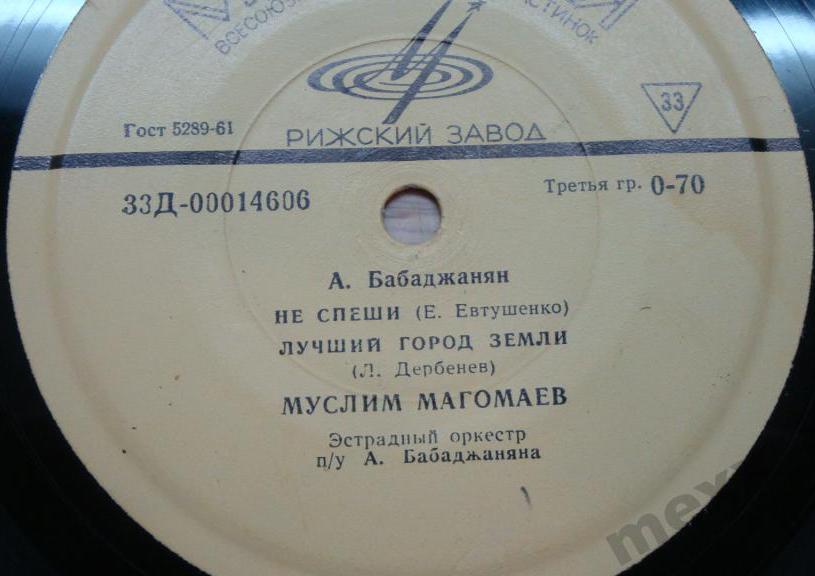 ВСЕСОЮЗ
СТИНОК
33
Гост 5289-61
РИЖСКИЙ ЗАВОД
33Д-00014606
Третья гр. 0-70
А. Бабаджанян
НЕ СПЕШИ (Е. Евтушенко)
ЛУЧШИЙ ГОРОД ЗЕМЛИ
(Л. Дербенев)
МУСЛИМ МАГОМАЕВ
Эстрадный оркестр
п/у А. Бабаджаняна